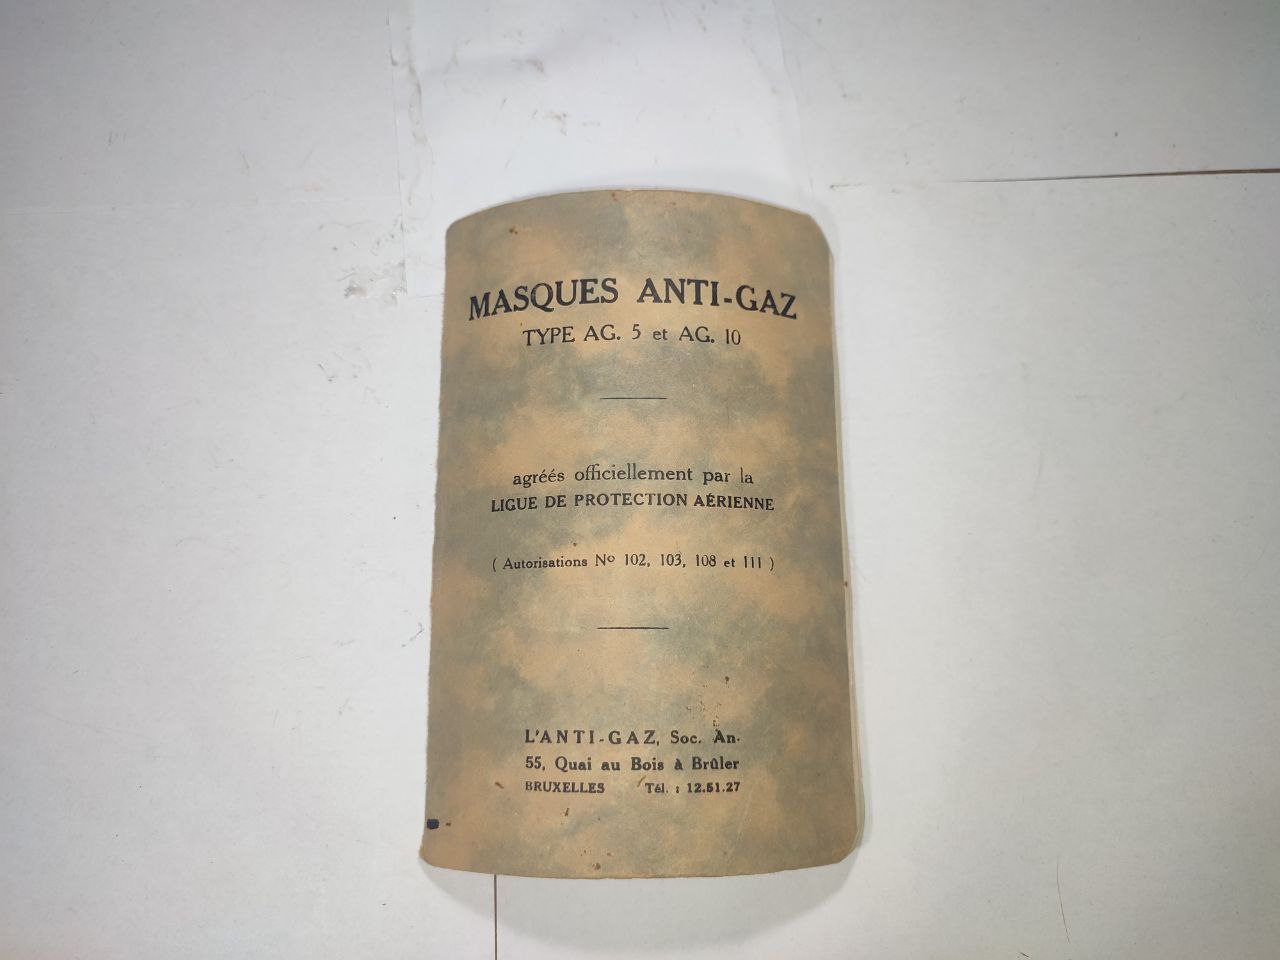 MASQUES ANTI-GAZ
TYPE AG. 5 et AG. 10
agréés officiellement par la
LIGUE DE PROTECTION AÉRIENNE
( Autorisations No 102, 103, 108 et 111 )
L'ANTI-GAZ, Soc. An.
55, Quai au Bois à Brûler
BRUXELLES Tél. : 12.51.27